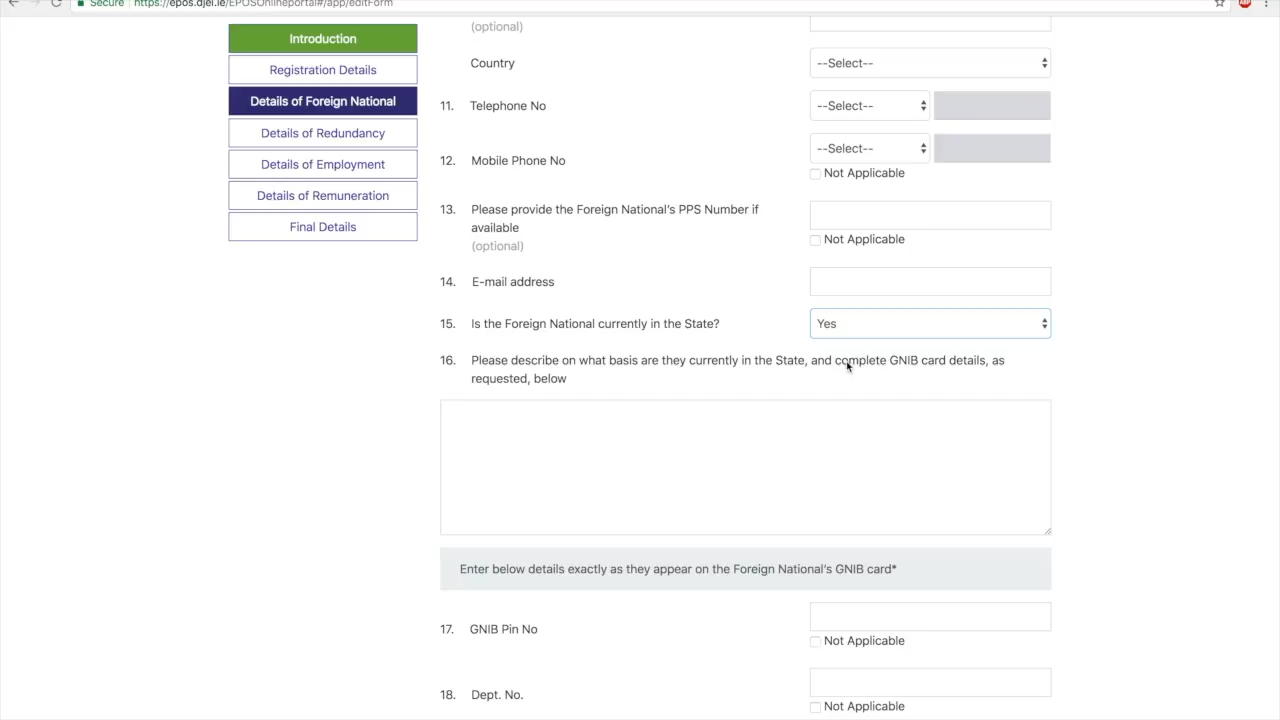 Secure https://epos.djei.ie/EPOSOnlineportal#/app/editForm
ABP
Introduction
Registration Details
Details of Foreign National
Details of Redundancy
Details of Employment
Details of Remuneration
Final Details
(optional)
Country --Select--
11. Telephone No --Select--
--Select--
12. Mobile Phone No
Not Applicable
13. Please provide the Foreign National's PPS Number if
available
Not Applicable
(optional)
14. E-mail address
15. Is the Foreign National currently in the State? Yes
16. Please describe on what basis are they currently in the State, and complete GNIB card details, as
requested, below
Enter below details exactly as they appear on the Foreign National's GNIB card*
17. GNIB Pin No
Not Applicable
18. Dept. No.
Not Applicable